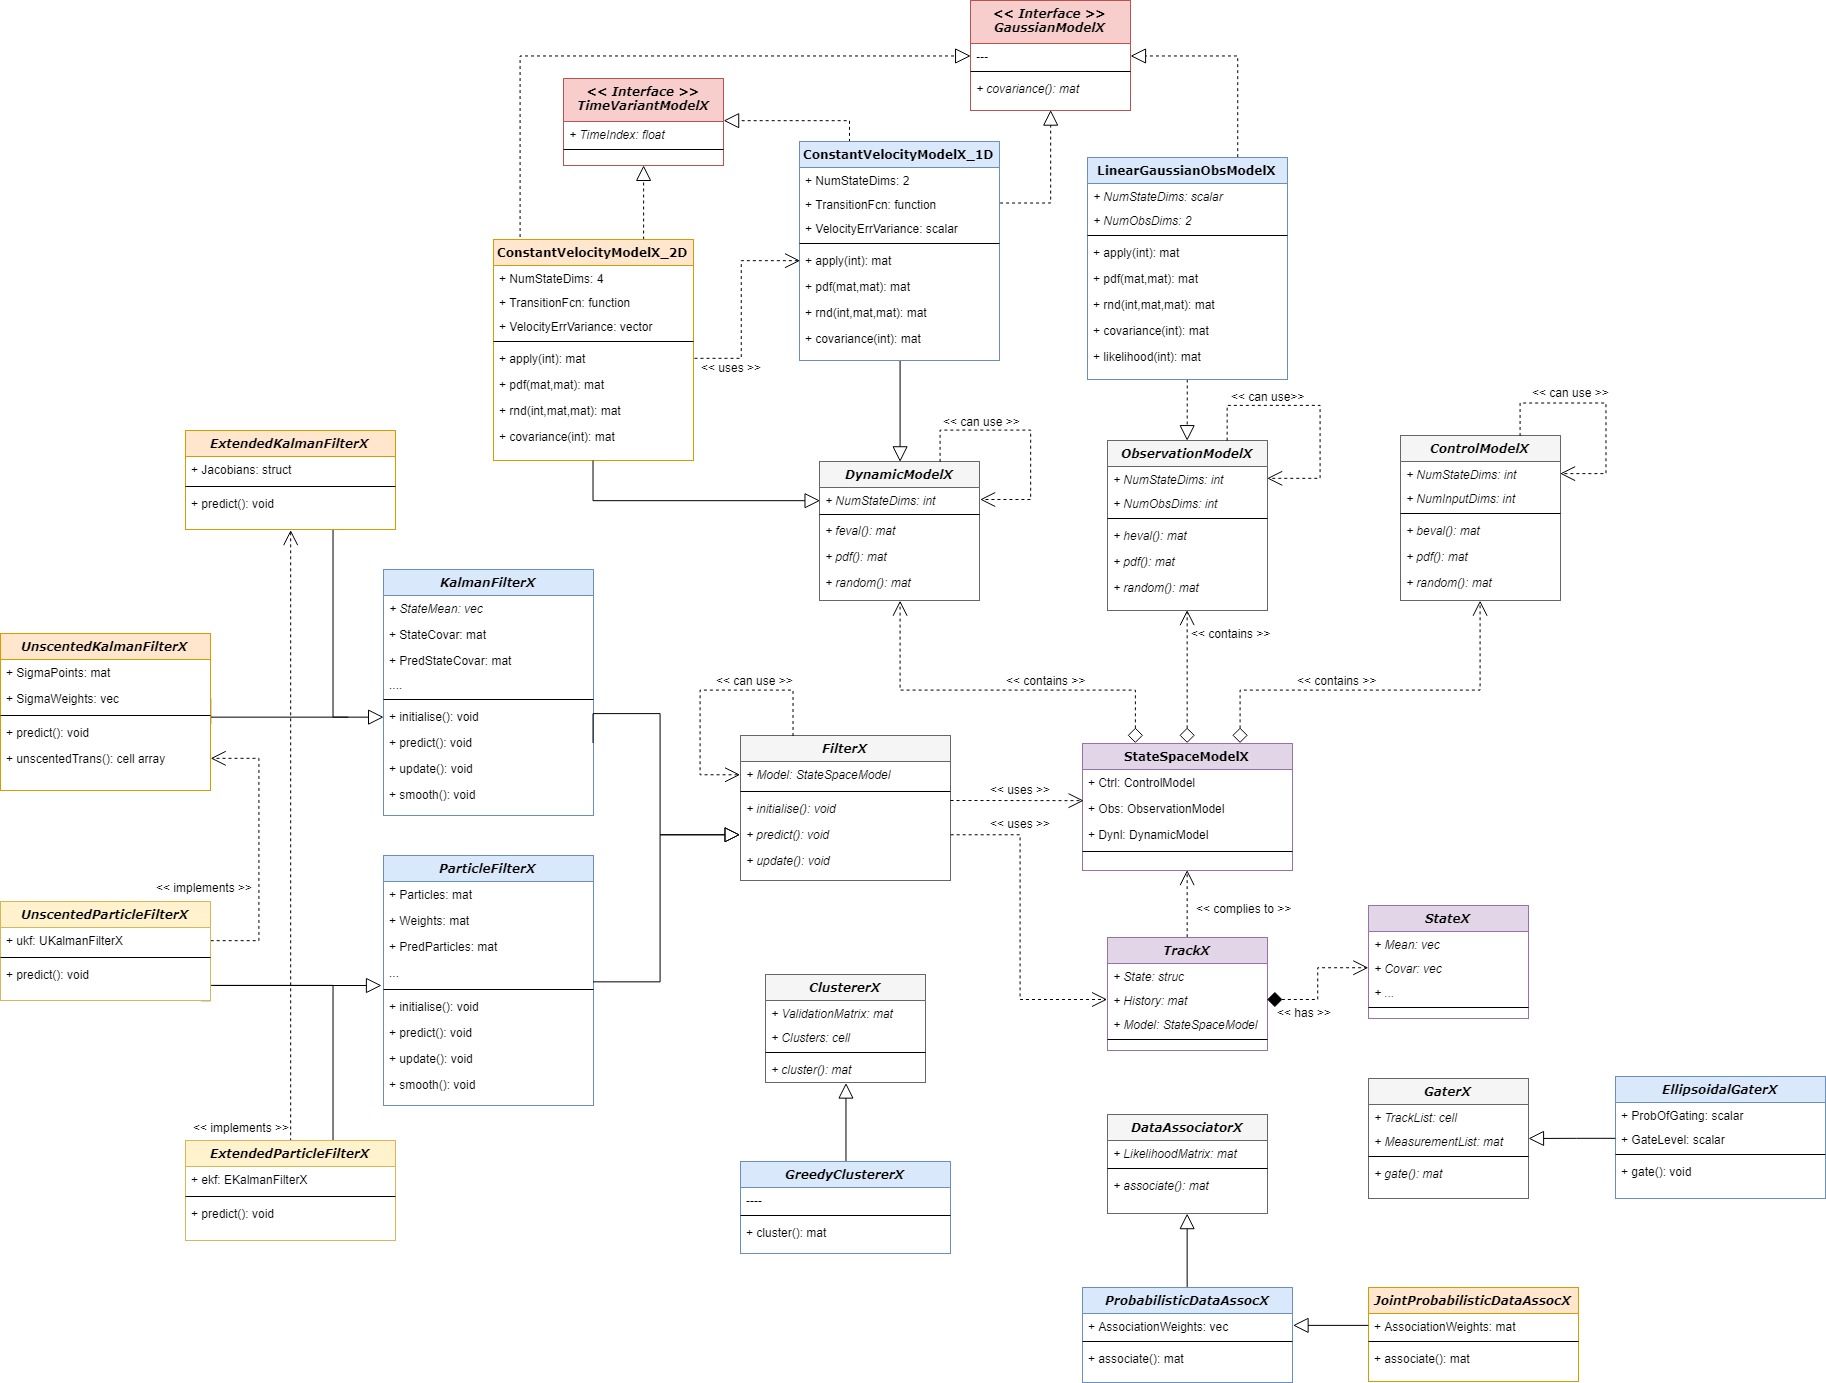 << Interface >>
GaussianModelX
---
+ covariance(): mat
<< Interface >>
TimeVariantModelX
+ TimeIndex: float
ConstantVelocityModelX_1D
+ NumStateDims: 2
+ TransitionFcn: function
+ VelocityErrVariance: scalar
+ apply(int): mat
+ pdf(mat,mat): mat
+ rnd(int,mat,mat): mat
+ covariance(int): mat
LinearGaussianObsModelX
+ NumStateDims: scalar
+ NumObsDims: 2
+ apply(int): mat
+ pdf(mat,mat): mat
+ rnd(int,mat,mat): mat
+ covariance(int): mat
+ likelihood(int): mat
ConstantVelocityModelX_2D
+ NumStateDims: 4
+ TransitionFcn: function
+ VelocityErrVariance: vector
+ apply(int): mat
+ pdf(mat,mat): mat
+ rnd(int,mat,mat): mat
+ covariance(int): mat
<< uses >>
<< can use >>
<< can use>>
<< can use >>
ExtendedKalmanFilterX
+ Jacobians: struct
+ predict(): void
DynamicModelX
+ NumStateDims: int
+ feval(): mat
+ pdf(): mat
+ random(): mat
ObservationModelX
+ NumStateDims: int
+ NumObsDims: int
+ heval(): mat
+ pdf(): mat
+ random(): mat
ControlModelX
+ NumStateDims: int
+ NumInputDims: int
+ beval(): mat
+ pdf(): mat
+ random(): mat
KalmanFilterX
+ StateMean: vec
+ StateCovar: mat
+ PredStateCovar: mat
....
+ initialise(): void
+ predict(): void
+ update(): void
+ smooth(): void
UnscentedKalmanFilterX
+ SigmaPoints: mat
+ SigmaWeights: vec
+ predict(): void
+ unscentedTrans(): cell array
<< contains >>
<< contains >>
<< contains >>
<< can use >>
FilterX
+ Model: StateSpaceModel
+ initialise(): void
+ predict(): void
+ update(): void
<< uses >>
<< uses >>
StateSpaceModelX
+ Ctrl: ControlModel
+ Obs: ObservationModel
+ Dynl: DynamicModel
<< implements >>
ParticleFilterX
+ Particles: mat
+ Weights: mat
+ PredParticles: mat
...
+ initialise(): void
+ predict(): void
+ update(): void
+ smooth(): void
UnscentedParticleFilterX
+ ukf: UKalmanFilterX
+ predict(): void
<< complies to >>
TrackX
+ State: struc
+ History: mat
+ Model: StateSpaceModel
<< has >>
StateX
+ Mean: vec
+ Covar: vec
+ ...
ClustererX
+ ValidationMatrix: mat
+ Clusters: cell
+ cluster(): mat
<< implements >>
ExtendedParticleFilterX
+ ekf: EKalmanFilterX
+ predict(): void
GreedyClustererX
----
+ cluster(): mat
DataAssociatorX
+ LikelihoodMatrix: mat
+ associate(): mat
GaterX
+ TrackList: cell
+ MeasurementList: mat
+ gate(): mat
EllipsoidalGaterX
+ ProbOfGating: scalar
+ GateLevel: scalar
+ gate(): void
ProbabilisticDataAssocX
+ AssociationWeights: vec
+ associate(): mat
JointProbabilisticDataAssocX
+ AssociationWeights: mat
+ associate(): mat